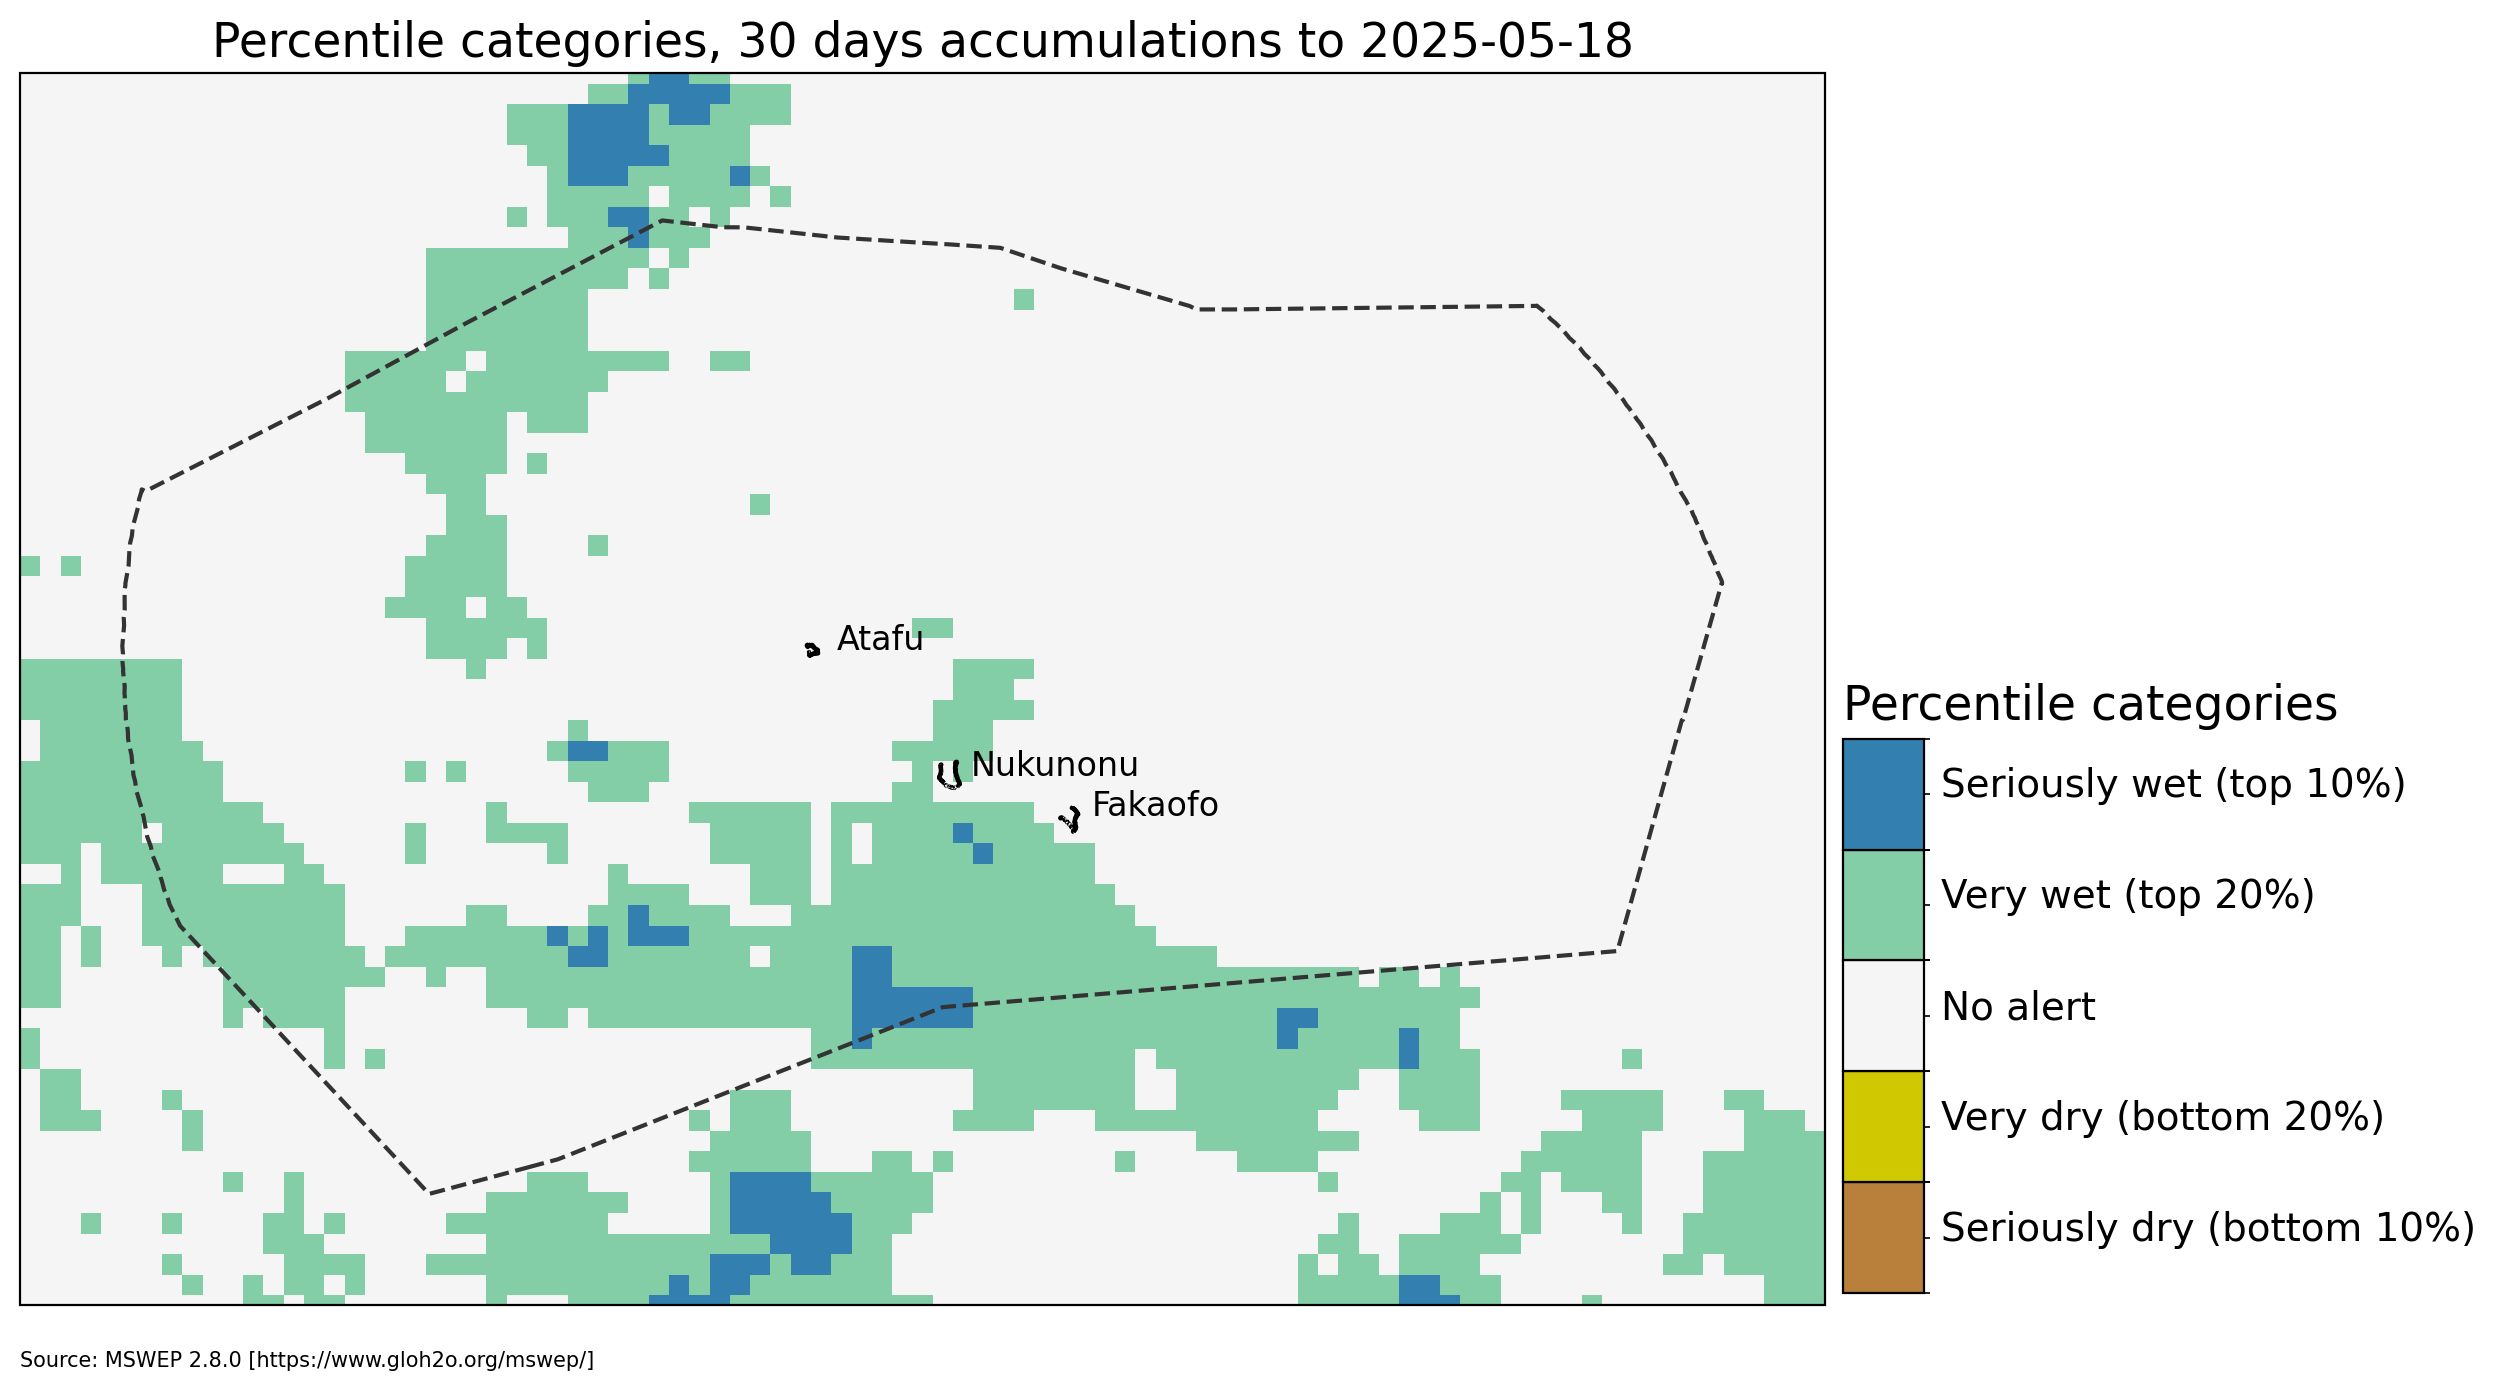 Percentile categories, 30 days accumulations to 2025-05-18
Atafu
Nukunonu
Fakaofo
Percentile categories
Seriously wet (top 10%)
Very wet (top 20%)
No alert
Very dry (bottom 20%)
Seriously dry (bottom 10%)
Source: MSWEP 2.8.0 [https://www.gloh2o.org/mswep/]